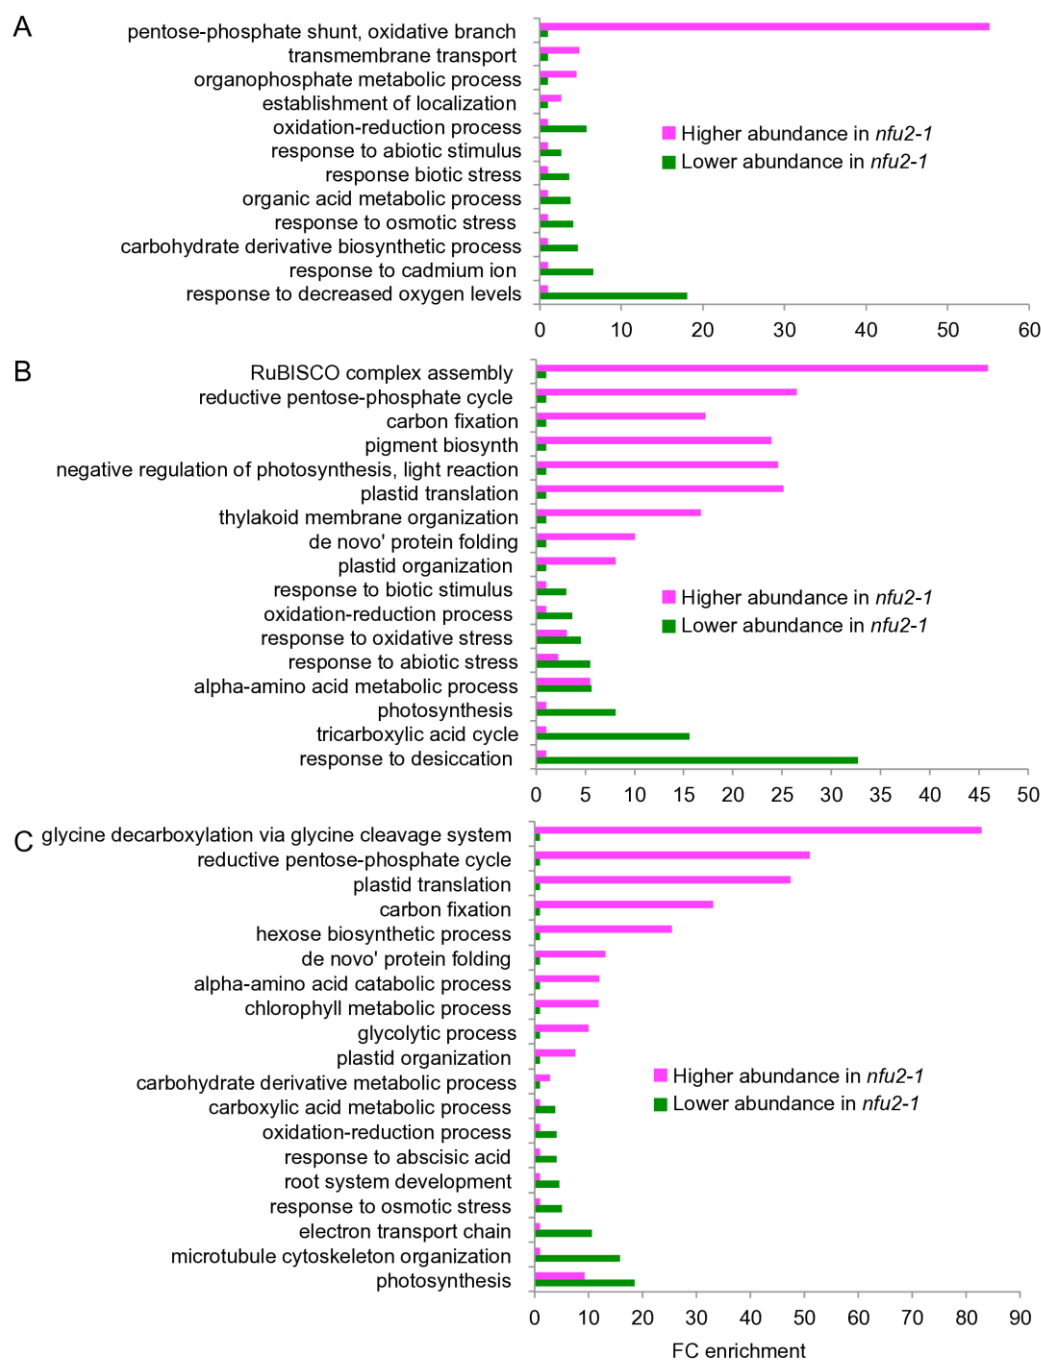 A
pentose-phosphate shunt, oxidative branch
transmembrane transport
organophosphate metabolic process
establishment of localization
oxidation-reduction process
response to abiotic stimulus
response biotic stress
organic acid metabolic process
response to osmotic stress
carbohydrate derivative biosynthetic process
response to cadmium ion
response to decreased oxygen levels
Higher abundance in nfu2-1
Lower abundance in nfu2-1
0 10 20 30 40 50 60
B
RuBISCO complex assembly
reductive pentose-phosphate cycle
carbon fixation
pigment biosynth
negative regulation of photosynthesis, light reaction
plastid translation
thylakoid membrane organization
de novo' protein folding
plastid organization
response to biotic stimulus
oxidation-reduction process
response to oxidative stress
response to abiotic stress
alpha-amino acid metabolic process
photosynthesis
tricarboxylic acid cycle
response to desiccation
Higher abundance in nfu2-1
Lower abundance in nfu2-1
0 5 10 15 20 25 30 35 40 45 50
C
glycine decarboxylation via glycine cleavage system
reductive pentose-phosphate cycle
plastid translation
carbon fixation
hexose biosynthetic process
de novo' protein folding
alpha-amino acid catabolic process
chlorophyll metabolic process
glycolytic process
plastid organization
carbohydrate derivative metabolic process
carboxylic acid metabolic process
oxidation-reduction process
response to abscisic acid
root system development
response to osmotic stress
electron transport chain
microtubule cytoskeleton organization
photosynthesis
Higher abundance in nfu2-1
Lower abundance in nfu2-1
0 10 20 30 40 50 60 70 80 90
FC enrichment